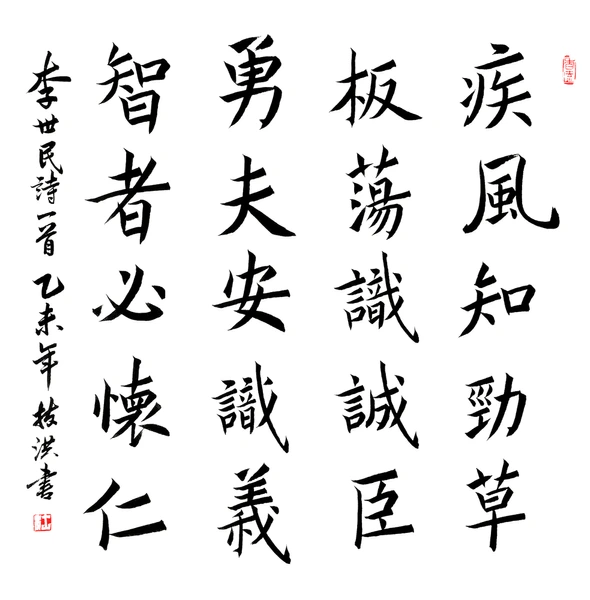 疾風知勁草
板蕩識誠臣
勇夫安識義
智者必懷仁
李世民詩一首 乙未年 技洪書